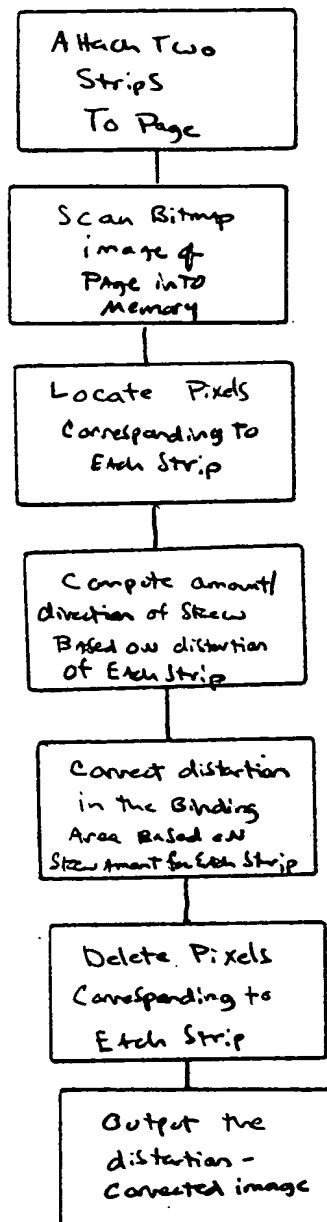 Attach Two
Strips
To Page
Scan Bitmap
image of
Page into
Memory
Locate Pixels
Corresponding to
Each Strip
Compute amount/
direction of Skew
Based on distortion
of Each Strip
Correct distortion
in the Binding
Area Based on
Skew Amount for Each Strip
Delete Pixels
Corresponding to
Each Strip
Output the
distortion-
Corrected image